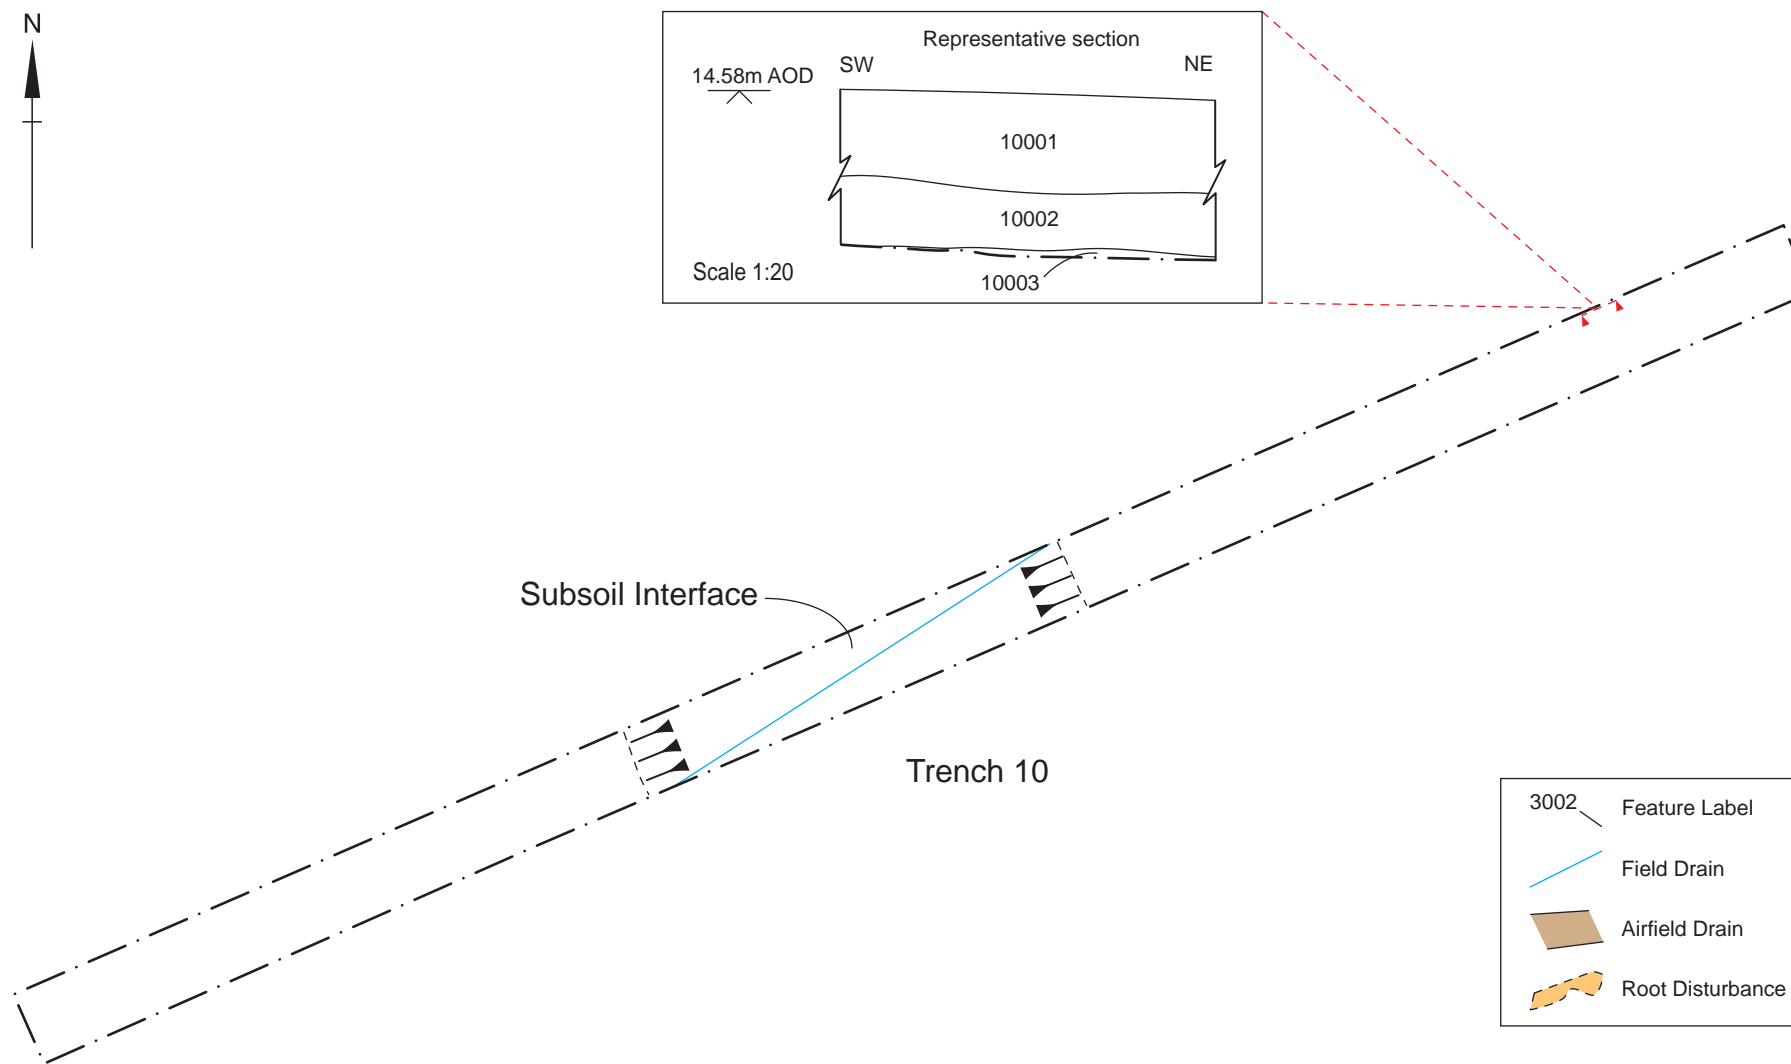 N
Representative section
SW
NE
14.58m AOD
10001
10002
Scale 1:20
10003
Subsoil Interface
Trench 10
3002
Feature Label
Field Drain
Airfield Drain
Root Disturbance